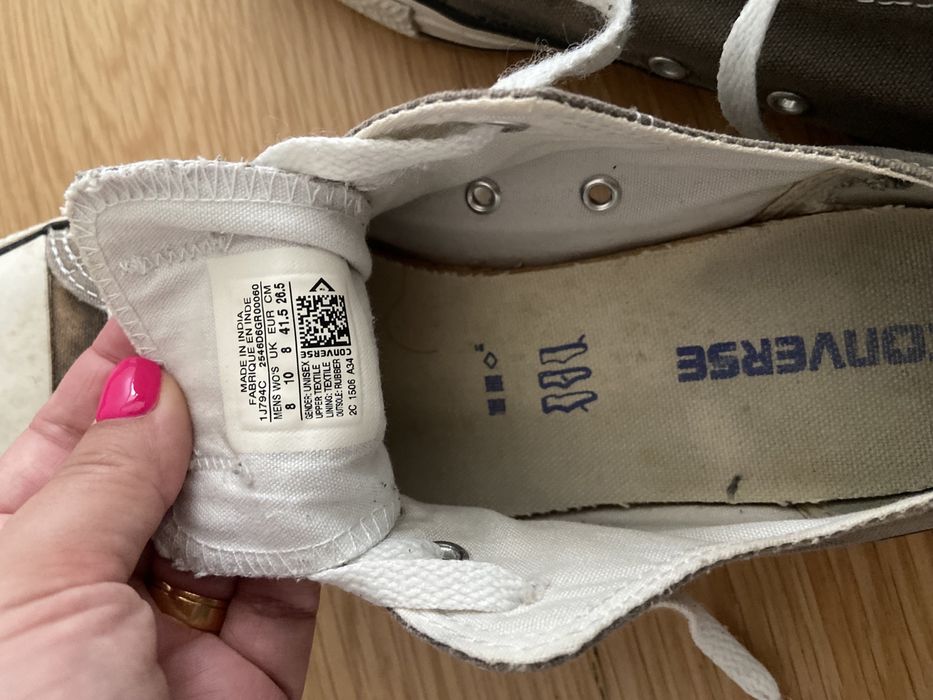 MADE IN INDIA
FABRIQUE EN INDE
1J794C 2546D6GR00060
MENS WO'S UK EUR CM
8 10 8 41.5 26.5
GENDER: UNISEX
UPPER: TEXTILE
LINING: TEXTILE
OUTSOLE: RUBBER
CONVERSE
2C 1506 A34
CONVERSE